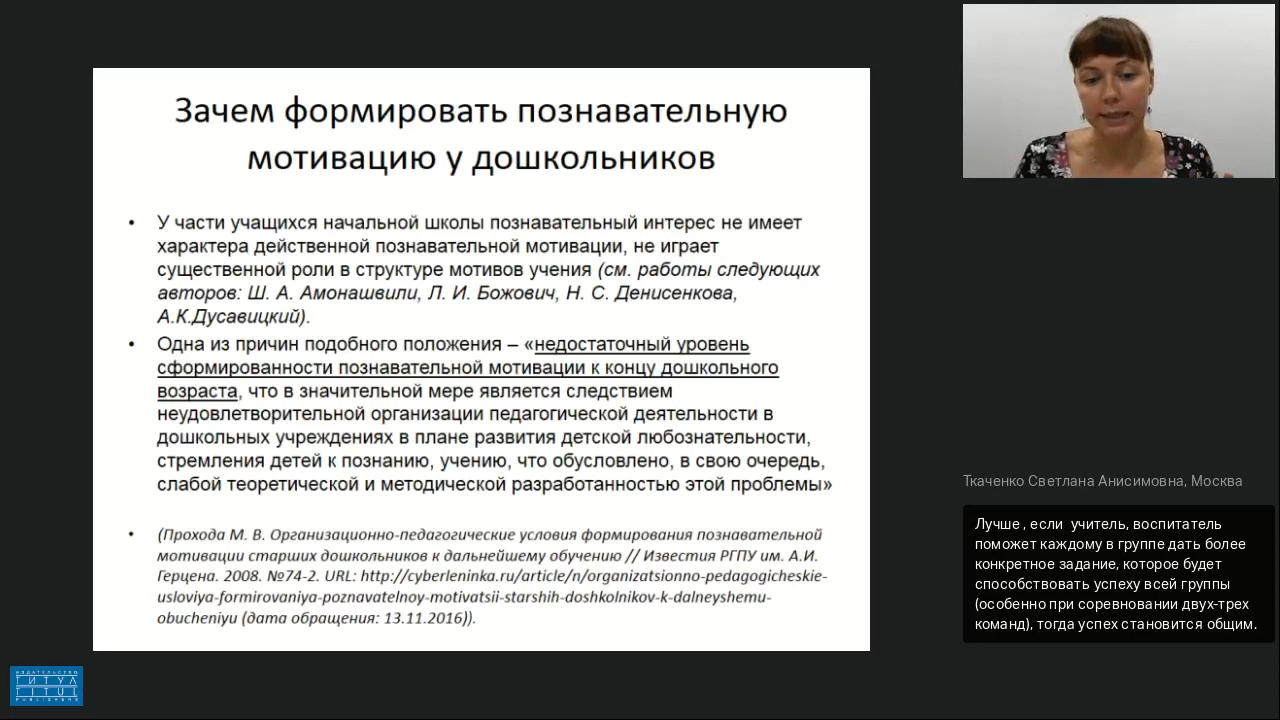 Зачем формировать познавательную
мотивацию у дошкольников
• У части учащихся начальной школы познавательный интерес не имеет
характера действенной познавательной мотивации, не играет
существенной роли в структуре мотивов учения (см. работы следующих
авторов: Ш. А. Амонашвили, Л. И. Божович, Н. С. Денисенкова,
А.К.Дусавицкий).
• Одна из причин подобного положения – «недостаточный уровень
сформированности познавательной мотивации к концу дошкольного
возраста, что в значительной мере является следствием
неудовлетворительной организации педагогической деятельности в
дошкольных учреждениях в плане развития детской любознательности,
стремления детей к познанию, учению, что обусловлено, в свою очередь,
слабой теоретической и методической разработанностью этой проблемы»
• (Прохода М. В. Организационно-педагогические условия формирования познавательной
мотивации старших дошкольников к дальнейшему обучению // Известия РГПУ им. А.И.
Герцена. 2008. №74-2. URL: http://cyberleninka.ru/article/n/organizatsionno-pedagogicheskie-
usloviya-formirovaniya-poznavatelnoy-motivatsii-starshih-doshkolnikov-k-dalneyshemu-
obucheniyu (дата обращения: 13.11.2016)).
Ткаченко Светлана Анисимовна, Москва
Лучше , если  учитель, воспитатель
поможет каждому в группе дать более
конкретное задание, которое будет
способствовать успеху всей группы
(особенно при соревновании двух-трех
команд), тогда успех становится общим.
ИЗДАТЕЛЬСТВО
ТИТУЛ
TITUL
PUBLISHERS